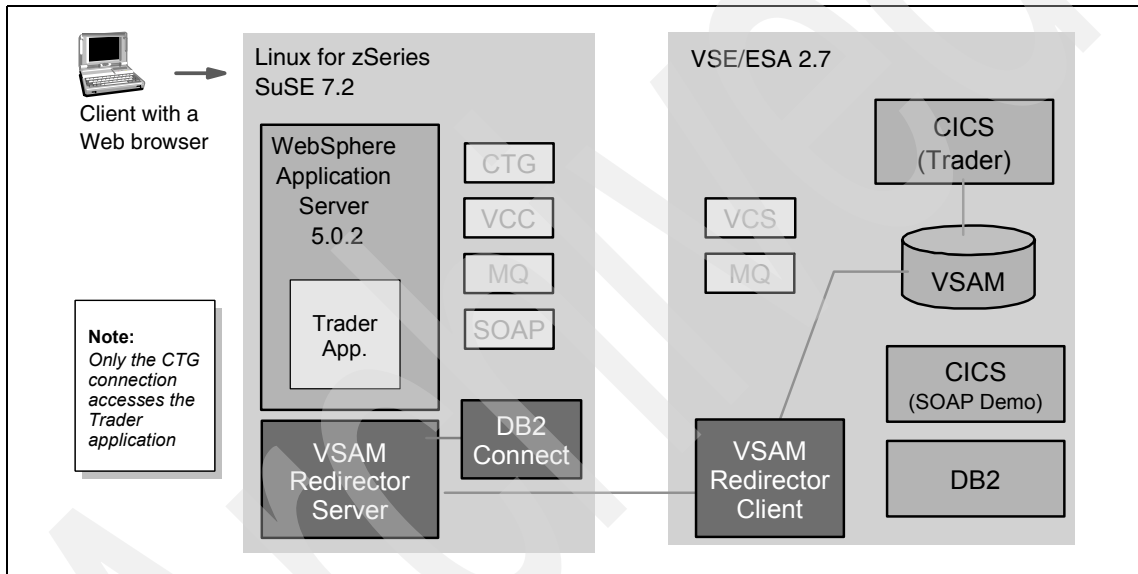 Client with a
Web browser
Note:
Only the CTG
connection
accesses the
Trader
application
Linux for zSeries
SuSE 7.2
WebSphere
Application
Server
5.0.2
Trader
App.
CTG
VCC
MQ
SOAP
VSAM
Redirector
Server
DB2
Connect
VSE/ESA 2.7
VCS
MQ
CICS
(Trader)
VSAM
CICS
(SOAP Demo)
DB2
VSAM
Redirector
Client